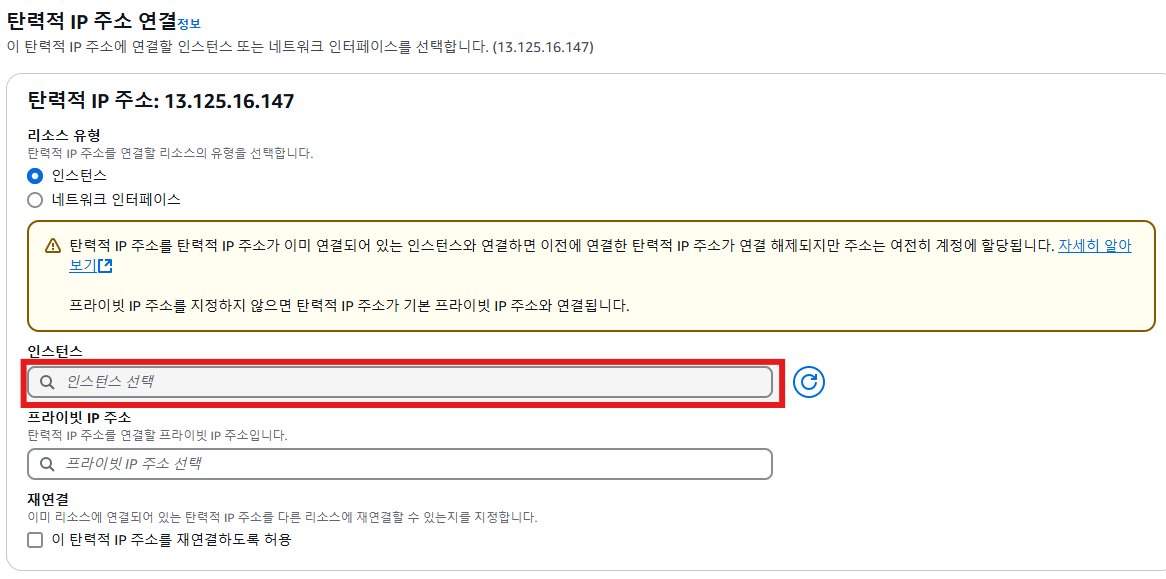 탄력적 IP 주소 연결 정보
이 탄력적 IP 주소에 연결할 인스턴스 또는 네트워크 인터페이스를 선택합니다. (13.125.16.147)
탄력적 IP 주소: 13.125.16.147
리소스 유형
탄력적 IP 주소를 연결할 리소스의 유형을 선택합니다.
인스턴스
네트워크 인터페이스
탄력적 IP 주소를 탄력적 IP 주소가 이미 연결되어 있는 인스턴스와 연결하면 이전에 연결한 탄력적 IP 주소가 연결 해제되지만 주소는 여전히 계정에 할당됩니다. 자세히 알아
보기
프라이빗 IP 주소를 지정하지 않으면 탄력적 IP 주소가 기본 프라이빗 IP 주소와 연결됩니다.
인스턴스
인스턴스 선택
프라이빗 IP 주소
탄력적 IP 주소를 연결할 프라이빗 IP 주소입니다.
프라이빗 IP 주소 선택
재연결
이미 리소스에 연결되어 있는 탄력적 IP 주소를 다른 리소스에 재연결할 수 있는지를 지정합니다.
이 탄력적 IP 주소를 재연결하도록 허용